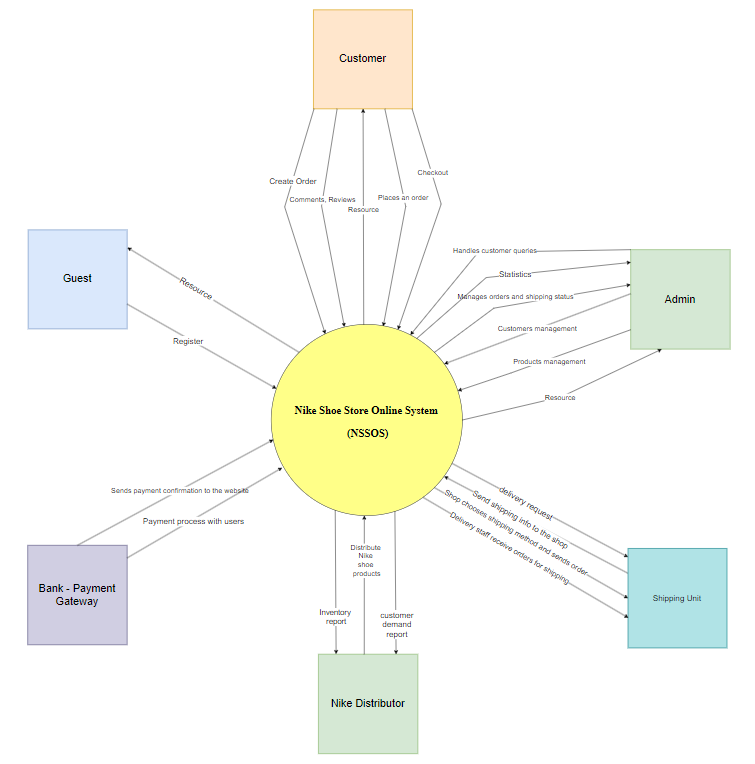 Customer
Checkout
Create Order
Comments, Reviews
Places an order
Resource
Handles customer queries
Guest
Statistics
Resource
Manages orders and shipping status
Admin
Customers management
Register
Products management
Resource
Nike Shoe Store Online System
(NSSOS)
Sends payment confirmation to the website
delivery request
Send shipping info to the shop
Shop chooses shipping method and sends order
Delivery staff receive orders for shipping
Payment process with users
Distribute
Nike
shoe
products
Bank - Payment
Gateway
Shipping Unit
Inventory
report
customer
demand
report
Nike Distributor